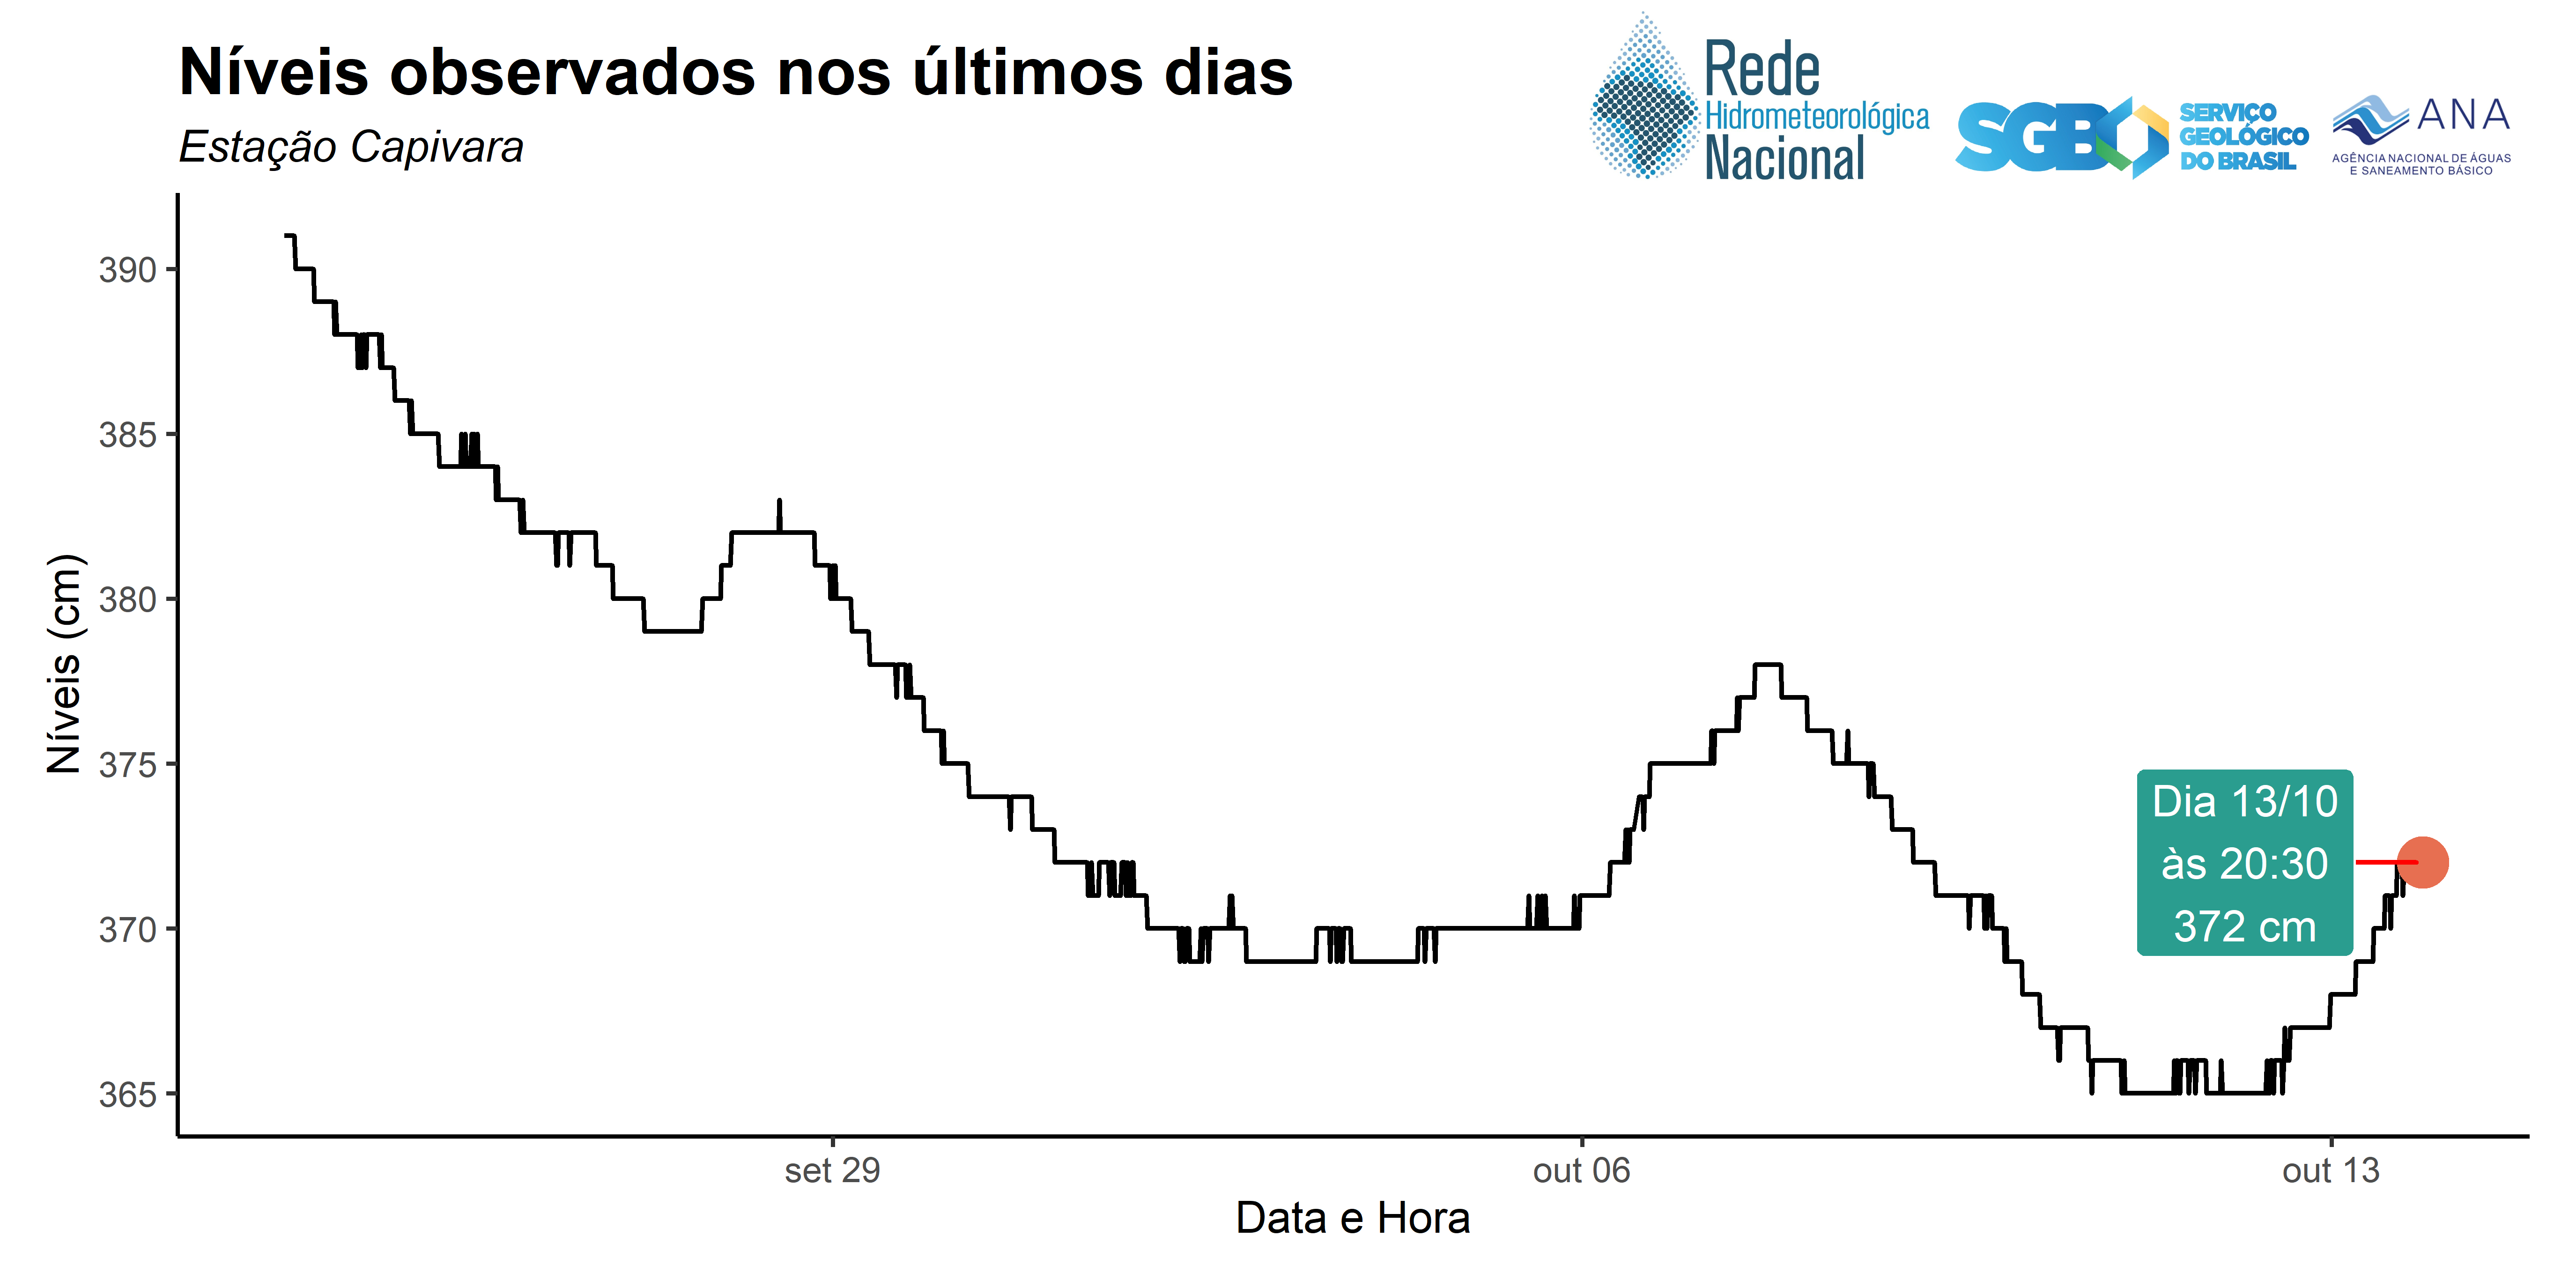 Níveis observados nos últimos dias
Estação Capivara
Rede
Hidrometeorológica
Nacional
SGB
SERVIÇO
GEOLÓGICO
DO BRASIL
ANA
AGÊNCIA NACIONAL DE ÁGUAS
E SANEAMENTO BÁSICO
Níveis (cm)
390
385
380
375
370
365
Dia 13/10
às 20:30
372 cm
set 29
out 06
out 13
Data e Hora